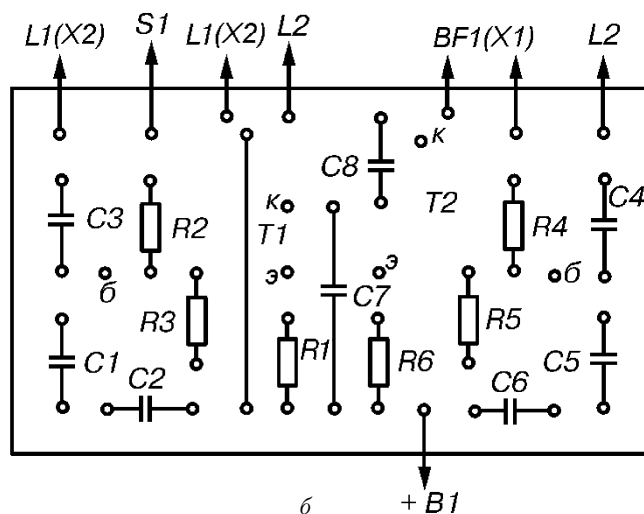 L1(X2) S1 L1(X2) L2 BF1(X1) L2
C8 к
C3 R2 к T1 T2 R4 C4
б э C7 э б
R3 R5
C1 R1 R6 C5
C2 C6
+ B1
б